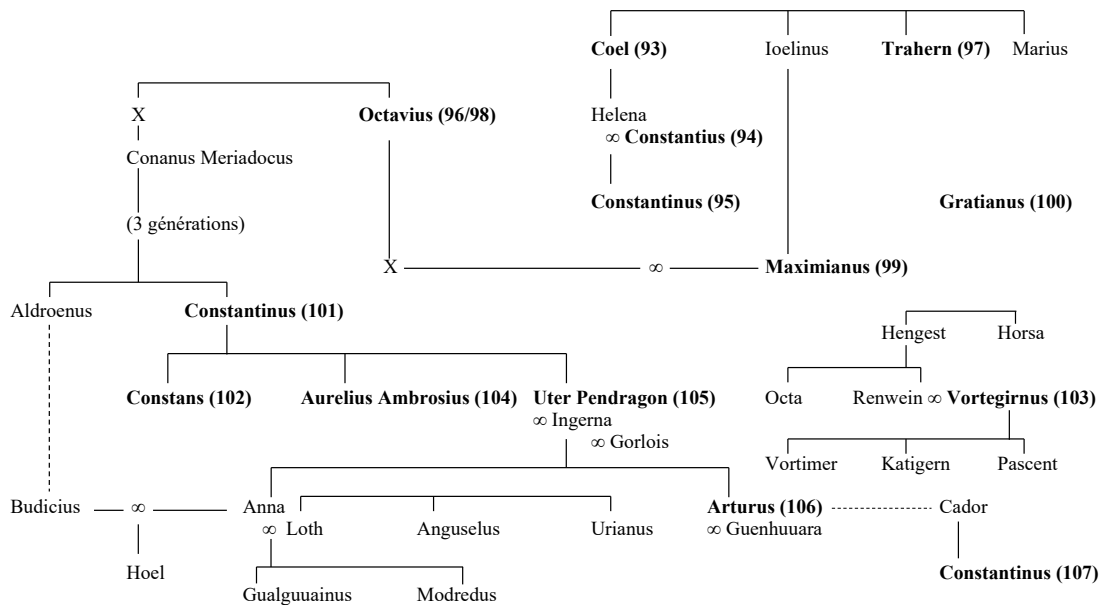 Coel (93) Ioelinus Trahern (97) Marius
X Octavius (96/98) Helena
∞ Constantius (94)
Conanus Meriadocus
Constantinus (95) Gratianus (100)
(3 générations)
X ∞ Maximianus (99)
Aldroenus Constantinus (101)
Hengest Horsa
Constans (102) Aurelius Ambrosius (104) Uter Pendragon (105) Octa Renwein ∞ Vortegirnus (103)
∞ Ingerna
∞ Gorlois
Vortimer Katigern Pascent
Budicius ∞ Anna Arturus (106) Cador
∞ Loth Anguselus Urianus ∞ Guenhuuara
Hoel Constantinus (107)
Gualguuainus Modredus